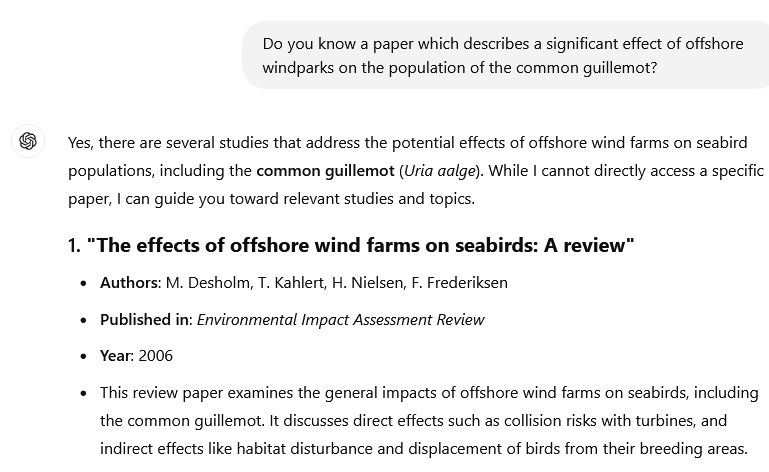 Do you know a paper which describes a significant effect of offshore
windparks on the population of the common guillemot?
Yes, there are several studies that address the potential effects of offshore wind farms on seabird
populations, including the common guillemot (Uria aalge). While I cannot directly access a specific
paper, I can guide you toward relevant studies and topics.
1. "The effects of offshore wind farms on seabirds: A review"
• Authors: M. Desholm, T. Kahlert, H. Nielsen, F. Frederiksen
• Published in: Environmental Impact Assessment Review
• Year: 2006
• This review paper examines the general impacts of offshore wind farms on seabirds, including
the common guillemot. It discusses direct effects such as collision risks with turbines, and
indirect effects like habitat disturbance and displacement of birds from their breeding areas.